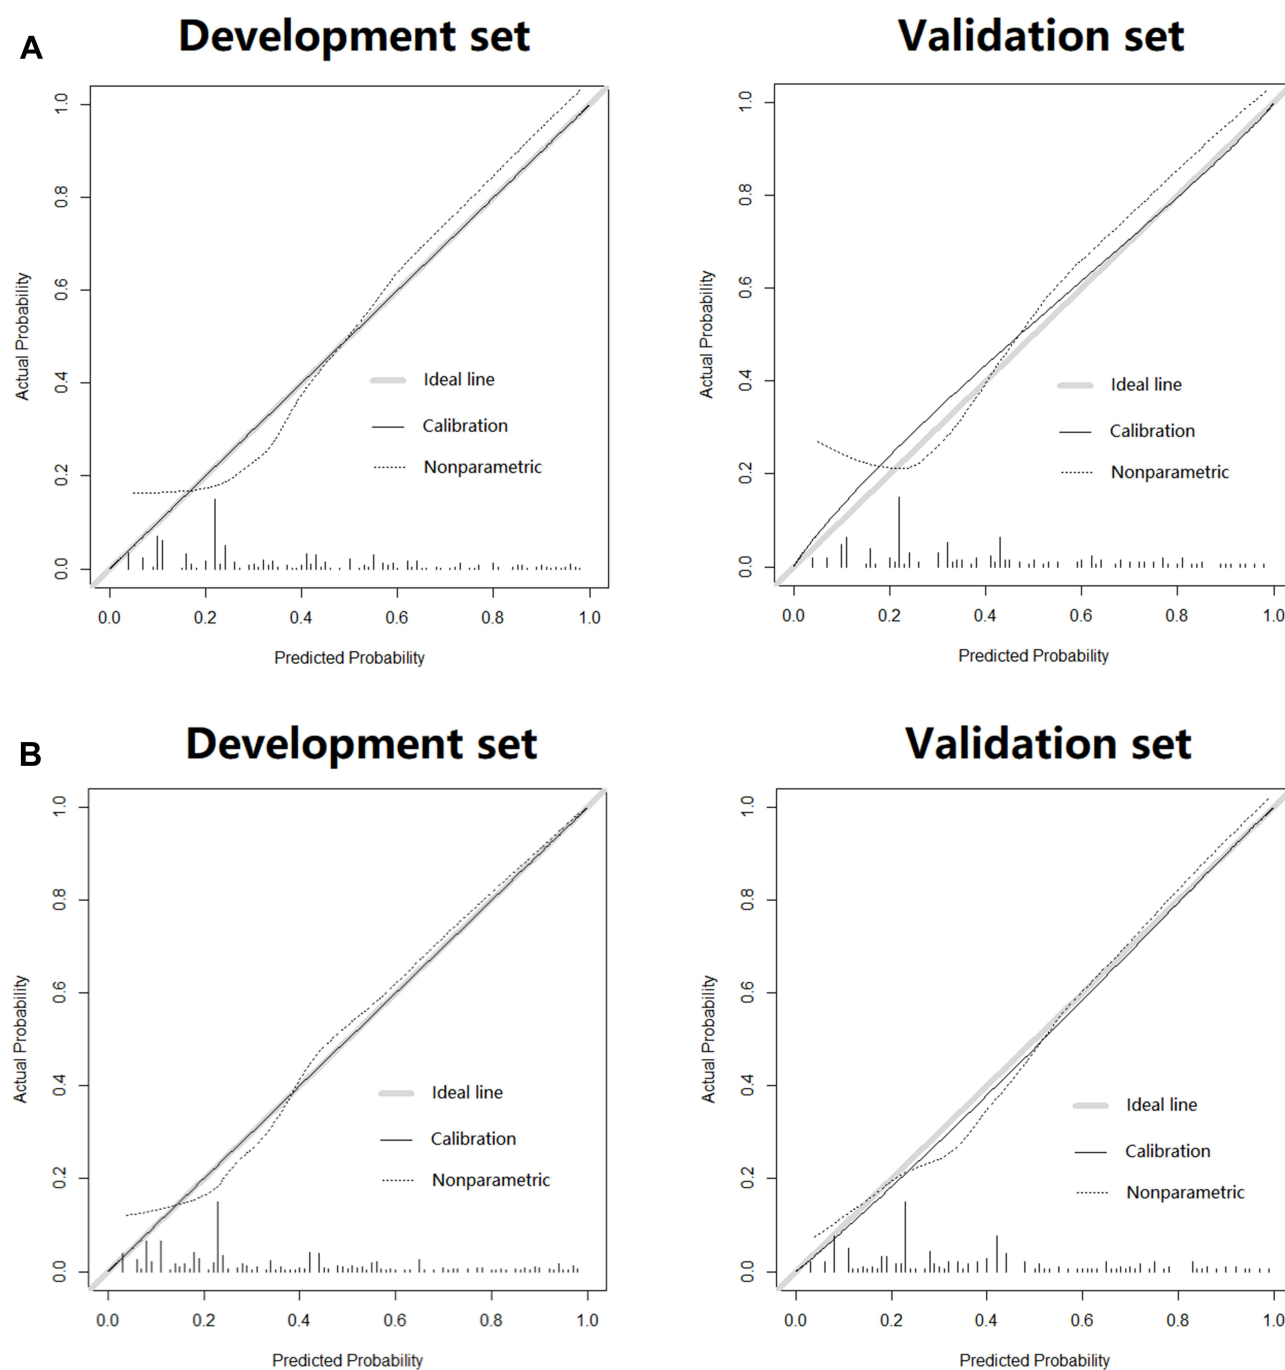 A
Development set
Validation set
1.0
0.8
0.6
0.4
0.2
0.0
Actual Probability
Ideal line
Calibration
Nonparametric
0.0 0.2 0.4 0.6 0.8 1.0
Predicted Probability
1.0
0.8
0.6
0.4
0.2
0.0
Actual Probability
Ideal line
Calibration
Nonparametric
0.0 0.2 0.4 0.6 0.8 1.0
Predicted Probability
B
Development set
Validation set
1.0
0.8
0.6
0.4
0.2
0.0
Actual Probability
Ideal line
Calibration
Nonparametric
0.0 0.2 0.4 0.6 0.8 1.0
Predicted Probability
1.0
0.8
0.6
0.4
0.2
0.0
Actual Probability
Ideal line
Calibration
Nonparametric
0.0 0.2 0.4 0.6 0.8 1.0
Predicted Probability